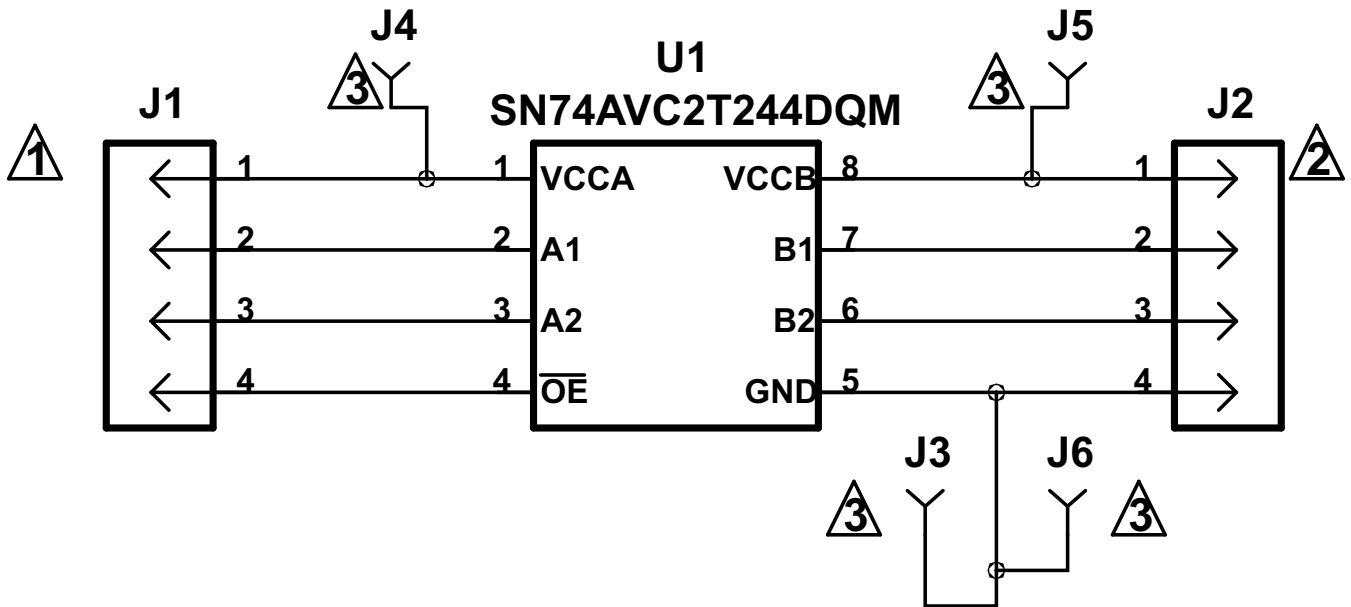 J4
J5
U1
3
3
SN74AVC2T244DQM
J1
J2
1
2
1 1 VCCA VCCB 8 1
2 2 A1 B1 7 2
3 3 A2 B2 6 3
4 4 OE GND 5 4
J3 J6
3 3